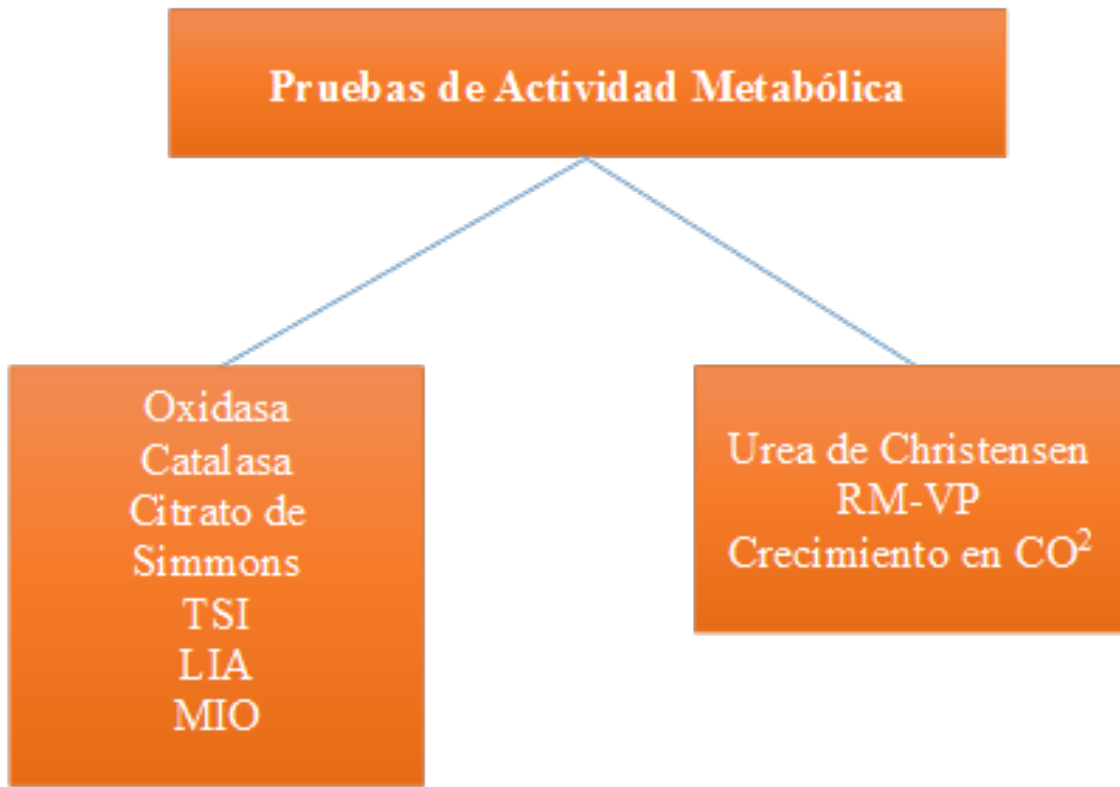 Pruebas de Actividad Metabólica
Oxidasa
Catalasa
Citrato de
Simmons
TSI
LIA
MIO
Urea de Christensen
RM-VP
Crecimiento en CO²